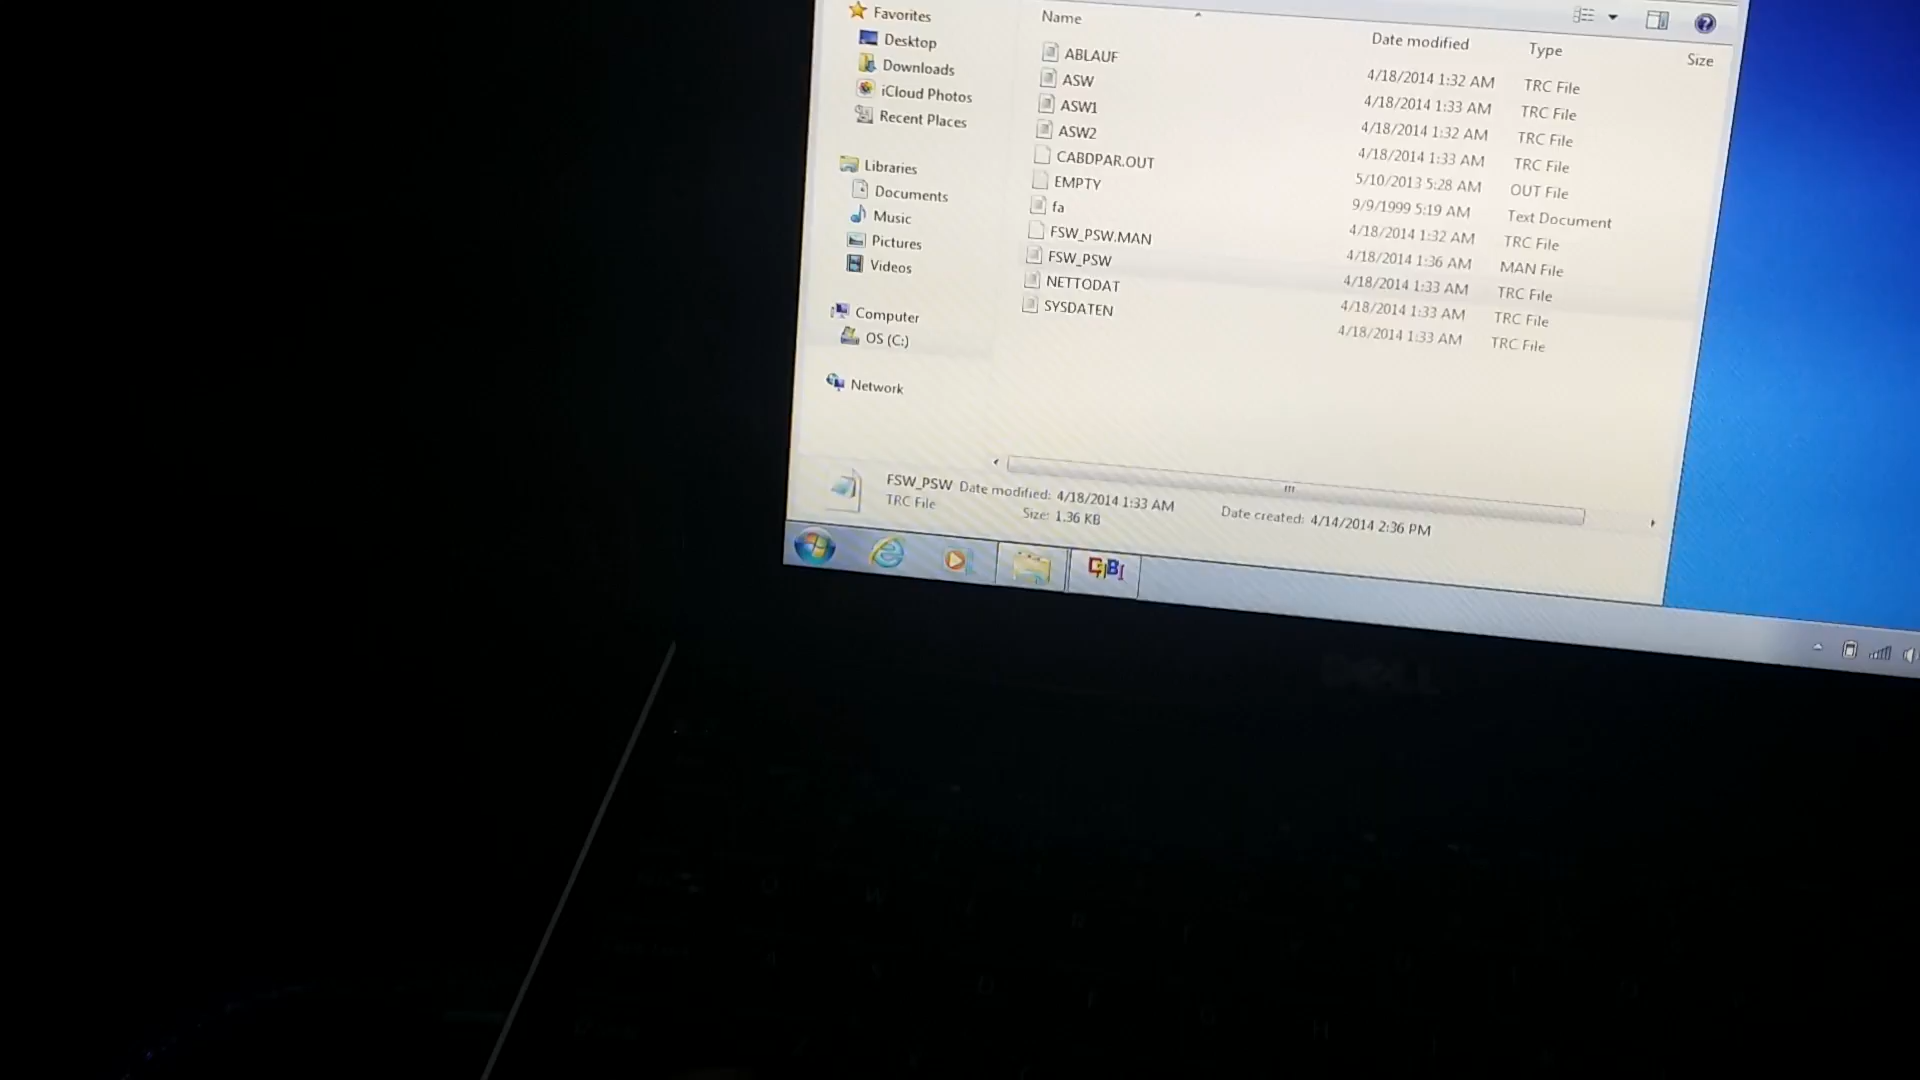 Favorites
Desktop
Downloads
iCloud Photos
Recent Places
Libraries
Documents
Music
Pictures
Videos
Computer
OS (C:)
Network
Name Date modified Type Size
ABLAUF 4/18/2014 1:32 AM TRC File
ASW 4/18/2014 1:33 AM TRC File
ASW1 4/18/2014 1:32 AM TRC File
ASW2 4/18/2014 1:33 AM TRC File
CABDPAR.OUT 5/10/2013 5:28 AM OUT File
EMPTY 9/9/1999 5:19 AM Text Document
fa 4/18/2014 1:32 AM TRC File
FSW_PSW.MAN 4/18/2014 1:36 AM MAN File
FSW_PSW 4/18/2014 1:33 AM TRC File
NETTODAT 4/18/2014 1:33 AM TRC File
SYSDATEN 4/18/2014 1:33 AM TRC File
FSW_PSW Date modified: 4/18/2014 1:33 AM Date created: 4/14/2014 2:36 PM
TRC File Size: 1.36 KB
DELL